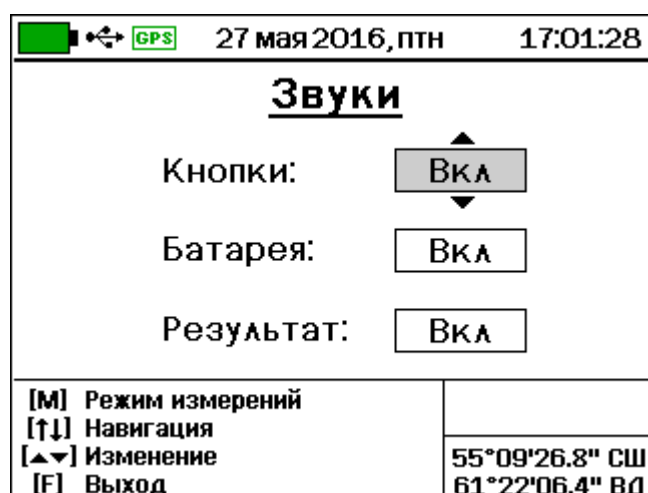 GPS 27 мая 2016, птн 17:01:28
Звуки
Кнопки: Вкл
Батарея: Вкл
Результат: Вкл
[M] Режим измерений
[↑↓] Навигация
[▲▼] Изменение
[F] Выход
55°09'26.8" СШ
61°22'06.4" ВД